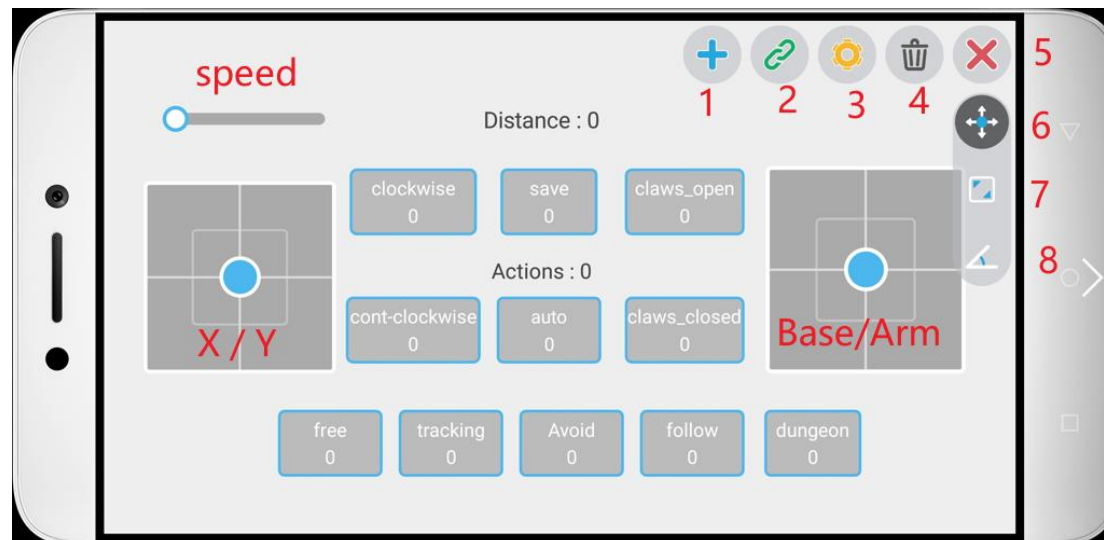 speed
1
2
3
4
5
Distance : 0
6
clockwise
0
save
0
claws_open
0
7
Actions : 0
8
cont-clockwise
0
auto
0
claws_closed
0
X / Y
Base/Arm
free
0
tracking
0
Avoid
0
follow
0
dungeon
0